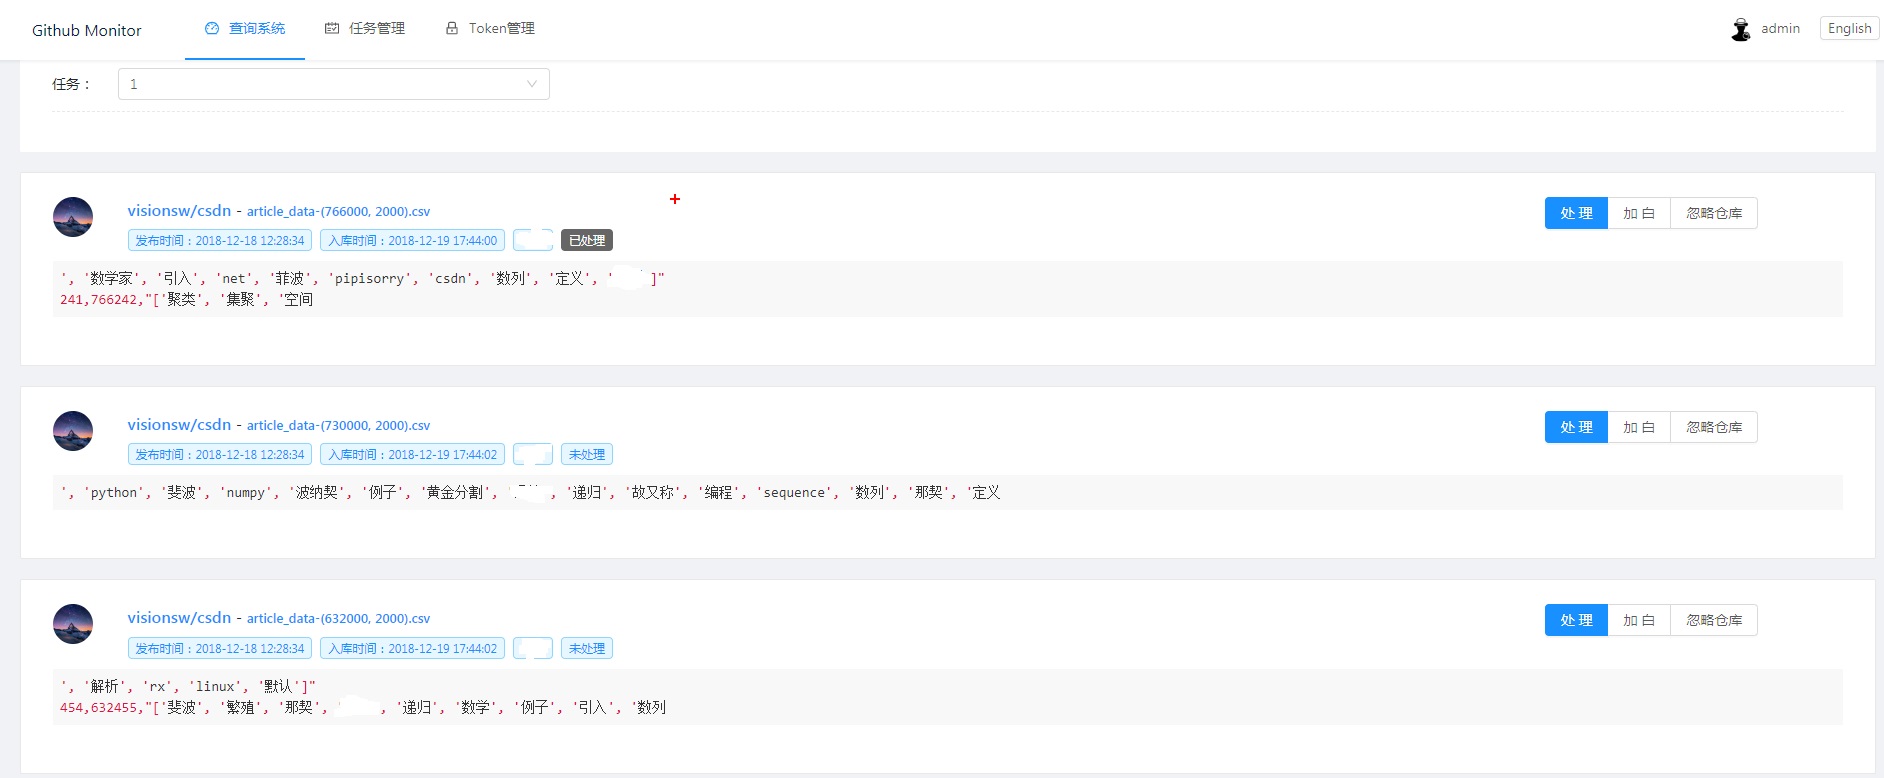 Github Monitor 查询系统 任务管理 Token管理 admin English
任务： 1
visionsw/csdn - article_data-(766000, 2000).csv 处 理 加 白 忽略仓库
发布时间：2018-12-18 12:28:34 入库时间：2018-12-19 17:44:00 已处理
', '数学家', '引入', 'net', '菲波', 'pipisorry', 'csdn', '数列', '定义', ' ]"
241,766242,"['聚类', '集聚', '空间
visionsw/csdn - article_data-(730000, 2000).csv 处 理 加 白 忽略仓库
发布时间：2018-12-18 12:28:34 入库时间：2018-12-19 17:44:02 未处理
', 'python', '斐波', 'numpy', '波纳契', '例子', '黄金分割', ' , '递归', '故又称', '编程', 'sequence', '数列', '那契', '定义
visionsw/csdn - article_data-(632000, 2000).csv 处 理 加 白 忽略仓库
发布时间：2018-12-18 12:28:34 入库时间：2018-12-19 17:44:02 未处理
', '解析', 'rx', 'linux', '默认']"
454,632455,"['斐波', '繁殖', '那契', , '递归', '数学', '例子', '引入', '数列